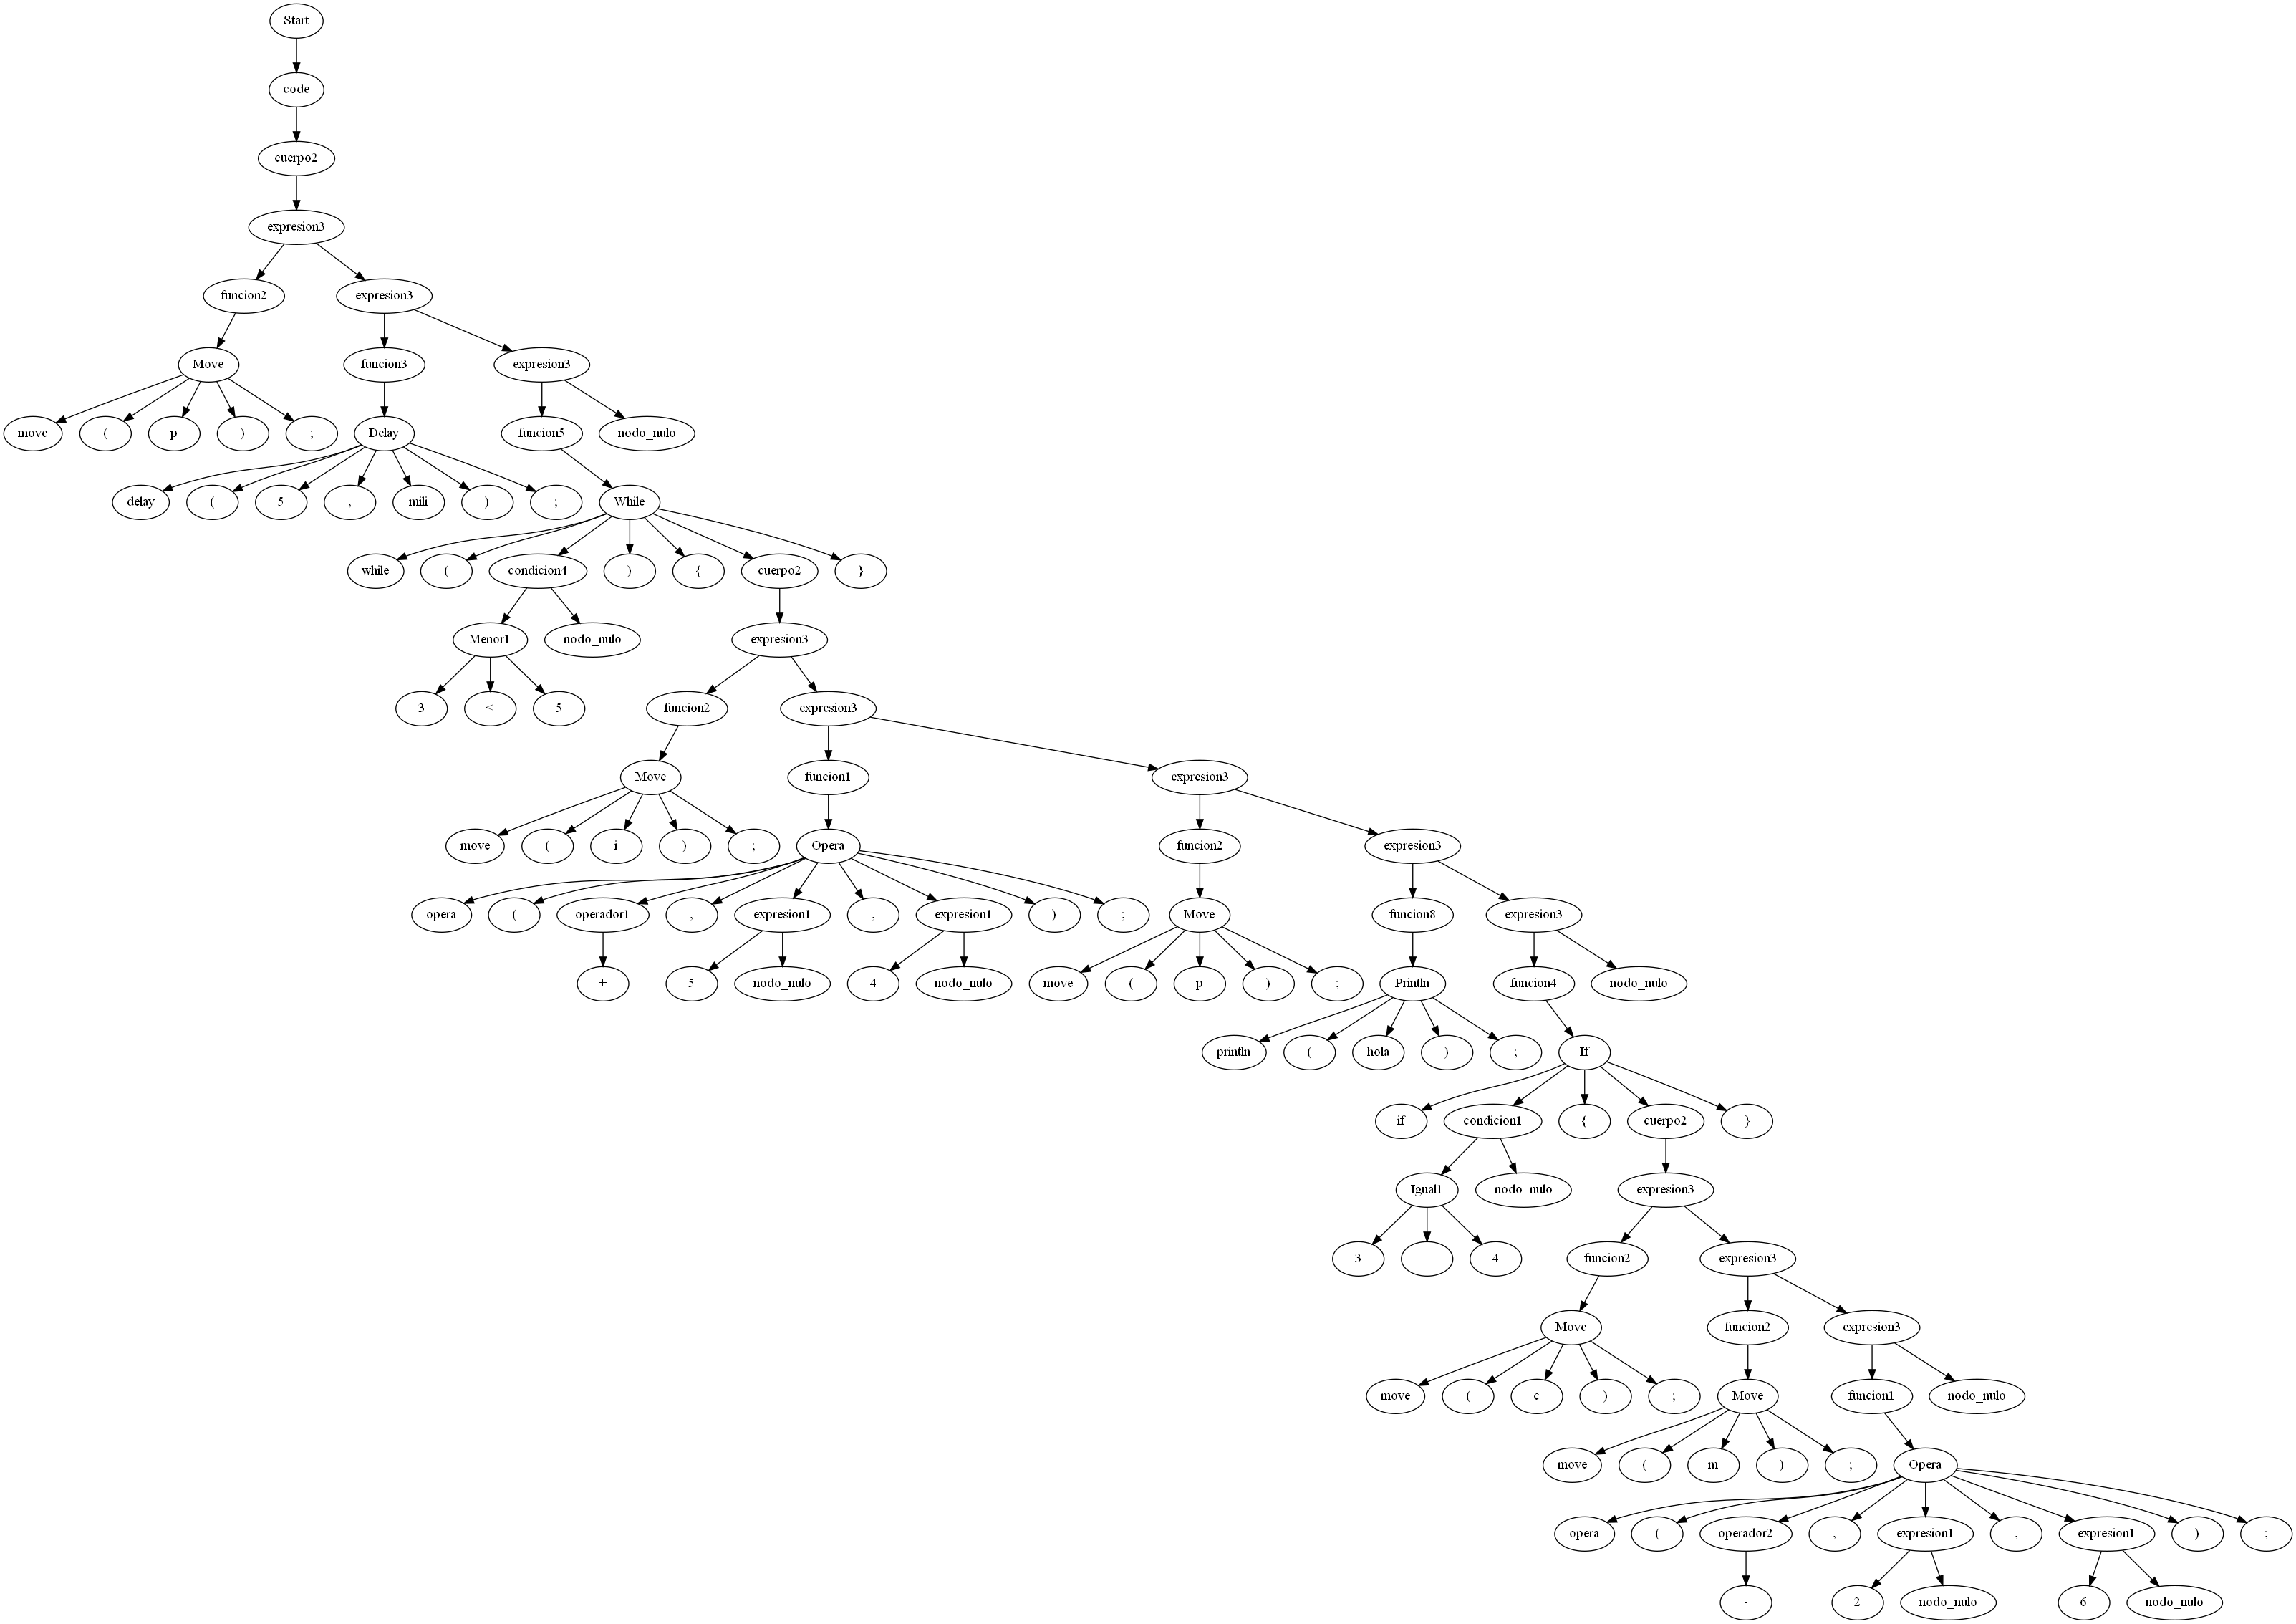 Start
code
cuerpo2
expresion3
funcion2 expresion3
Move funcion3 expresion3
move ( p ) ; Delay funcion5 nodo_nulo
delay ( 5 , mili ) ; While
while ( condicion4 ) { cuerpo2 }
Menor1 nodo_nulo expresion3
3 < 5 funcion2 expresion3
Move funcion1 expresion3
move ( i ) ; Opera funcion2 expresion3
opera ( operador1 , expresion1 , expresion1 ) ; Move funcion8 expresion3
+ 5 nodo_nulo 4 nodo_nulo move ( p ) ; Println funcion4 nodo_nulo
println ( hola ) ; If
if condicion1 { cuerpo2 }
Igual1 nodo_nulo expresion3
3 == 4 funcion2 expresion3
Move funcion2 expresion3
move ( c ) ; Move funcion1 nodo_nulo
move ( m ) ; Opera
opera ( operador2 , expresion1 , expresion1 ) ;
- 2 nodo_nulo 6 nodo_nulo